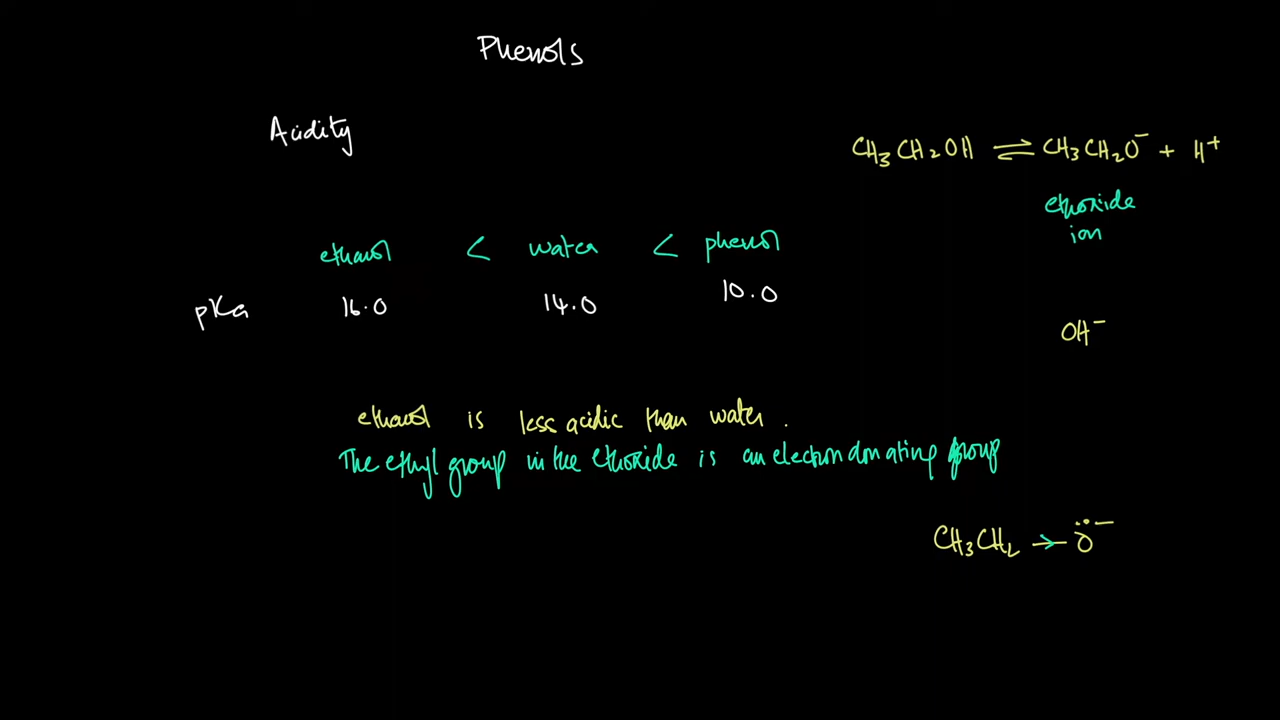 Phenols
Acidity
CH₃CH₂OH ⇌ CH₃CH₂O⁻ + H⁺
ethoxide
ion
ethanol < water < phenol
pKa 16.0 14.0 10.0
OH⁻
ethanol is less acidic than water.
The ethyl group in the ethoxide is an electron donating group
CH₃CH₂ → Ö⁻